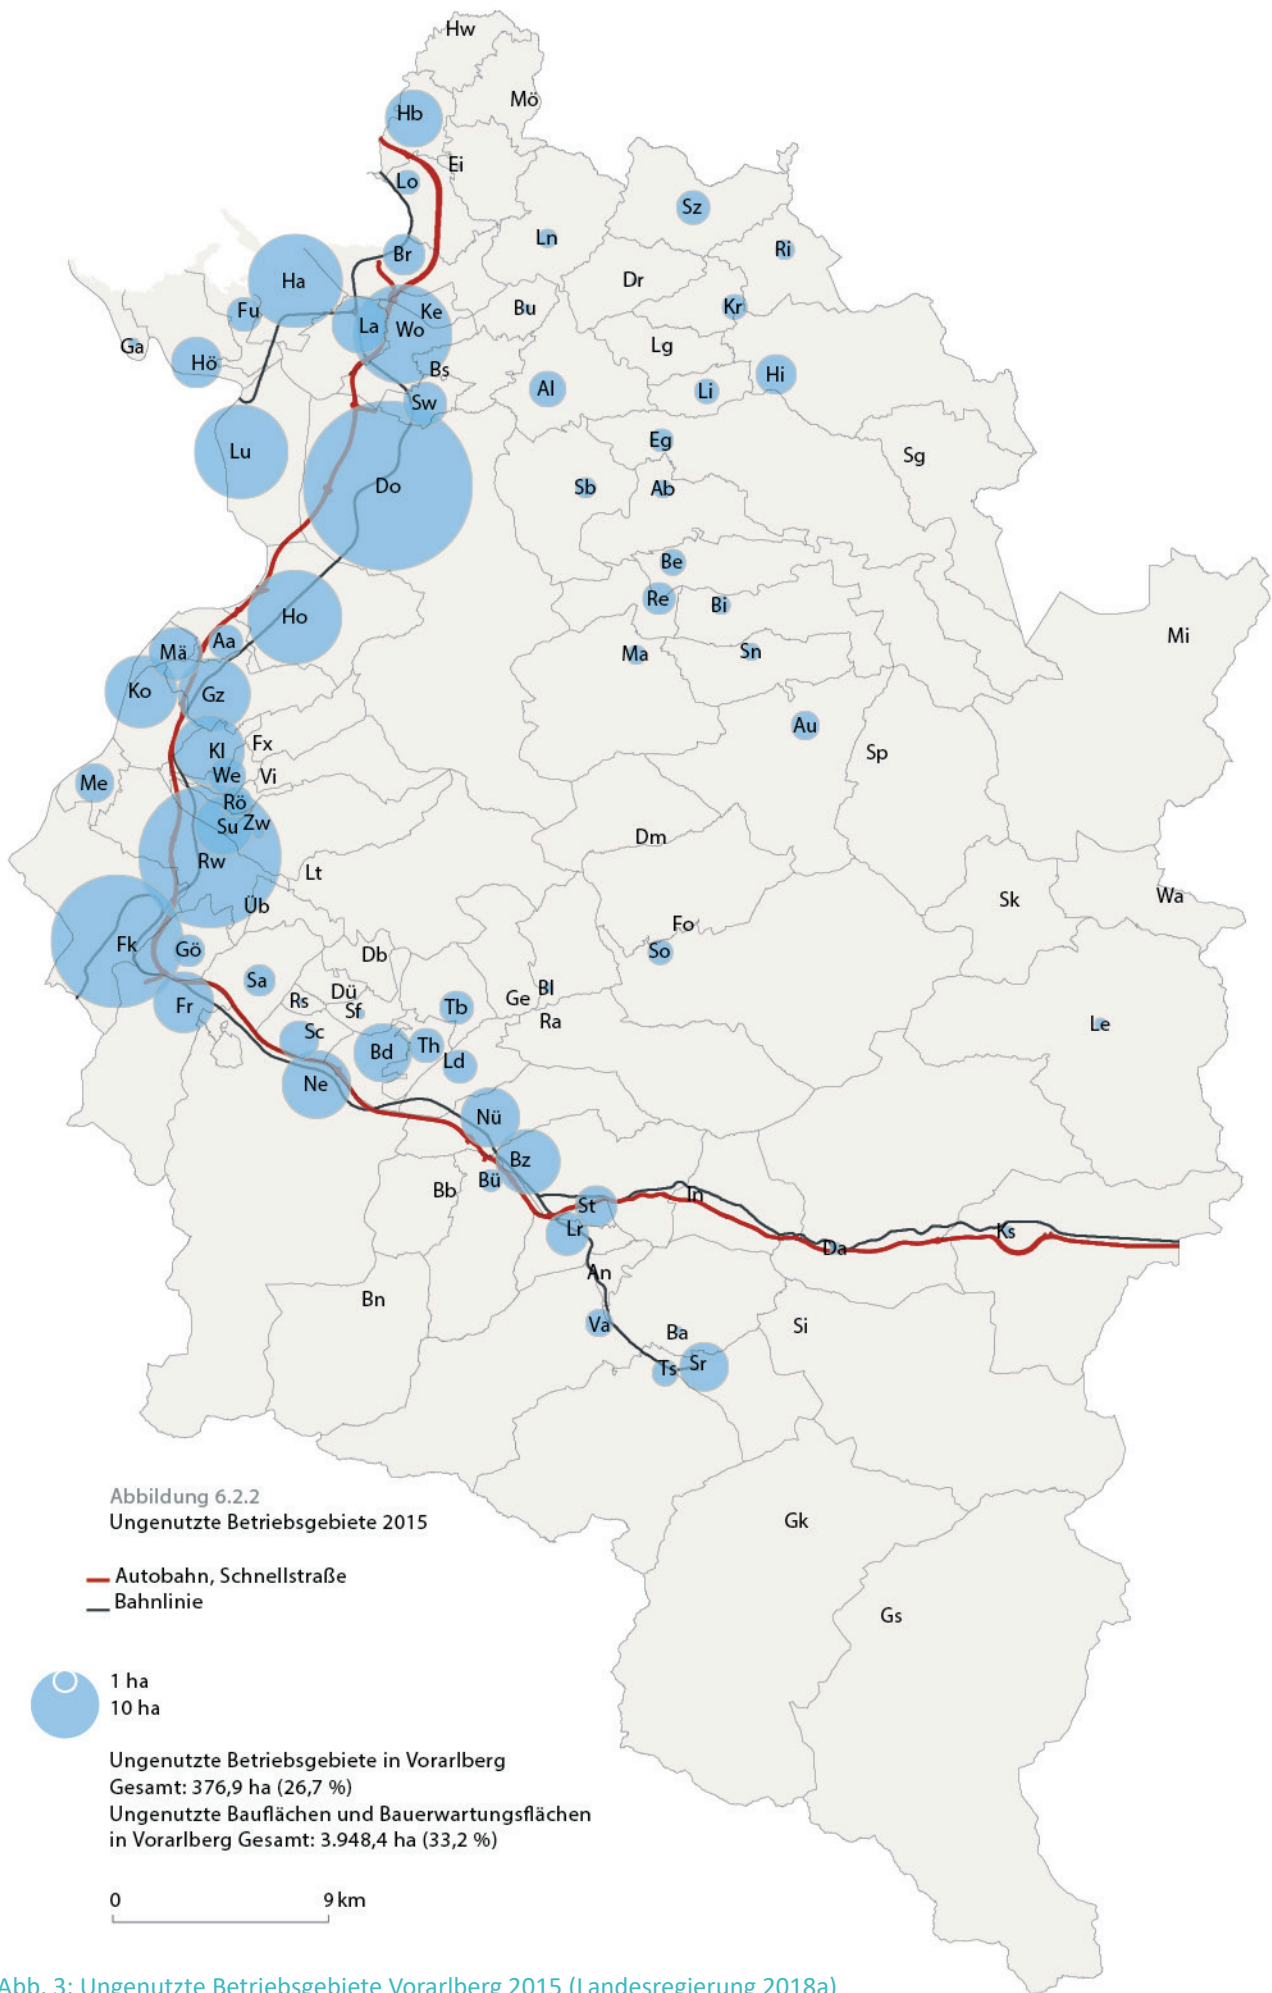 Hw
Mö
Hb
Ei
Lo
Sz
Ln
Ri
Br
Ha
Dr
Fu
Ke
Bu
Kr
La
Wo
Ga
Lg
Hö
Bs
Hi
Al
Li
Sw
Eg
Lu
Sg
Do
Sb
Ab
Be
Re
Bi
Ho
Mi
Aa
Mä
Ma
Sn
Ko
Gz
Au
Kl
Fx
Sp
We
Vi
Me
Rö
Su
Zw
Dm
Rw
Lt
Sk
Wa
Üb
Fo
Fk
Gö
So
Db
Sa
Bl
Dü
Rs
Ge
Fr
Sf
Tb
Ra
Le
Sc
Th
Bd
Ld
Ne
Nü
Bz
Bü
Bb
In
St
Lr
Ks
Da
An
Bn
Va
Si
Ba
Sr
Ts
Gk
Gs
Abbildung 6.2.2
Ungenutzte Betriebsgebiete 2015
Autobahn, Schnellstraße
Bahnlinie
1 ha
10 ha
Ungenutzte Betriebsgebiete in Vorarlberg
Gesamt: 376,9 ha (26,7 %)
Ungenutzte Bauflächen und Bauerwartungsflächen
in Vorarlberg Gesamt: 3.948,4 ha (33,2 %)
0 9 km
Abb. 3: Ungenutzte Betriebsgebiete Vorarlberg 2015 (Landesregierung 2018a)